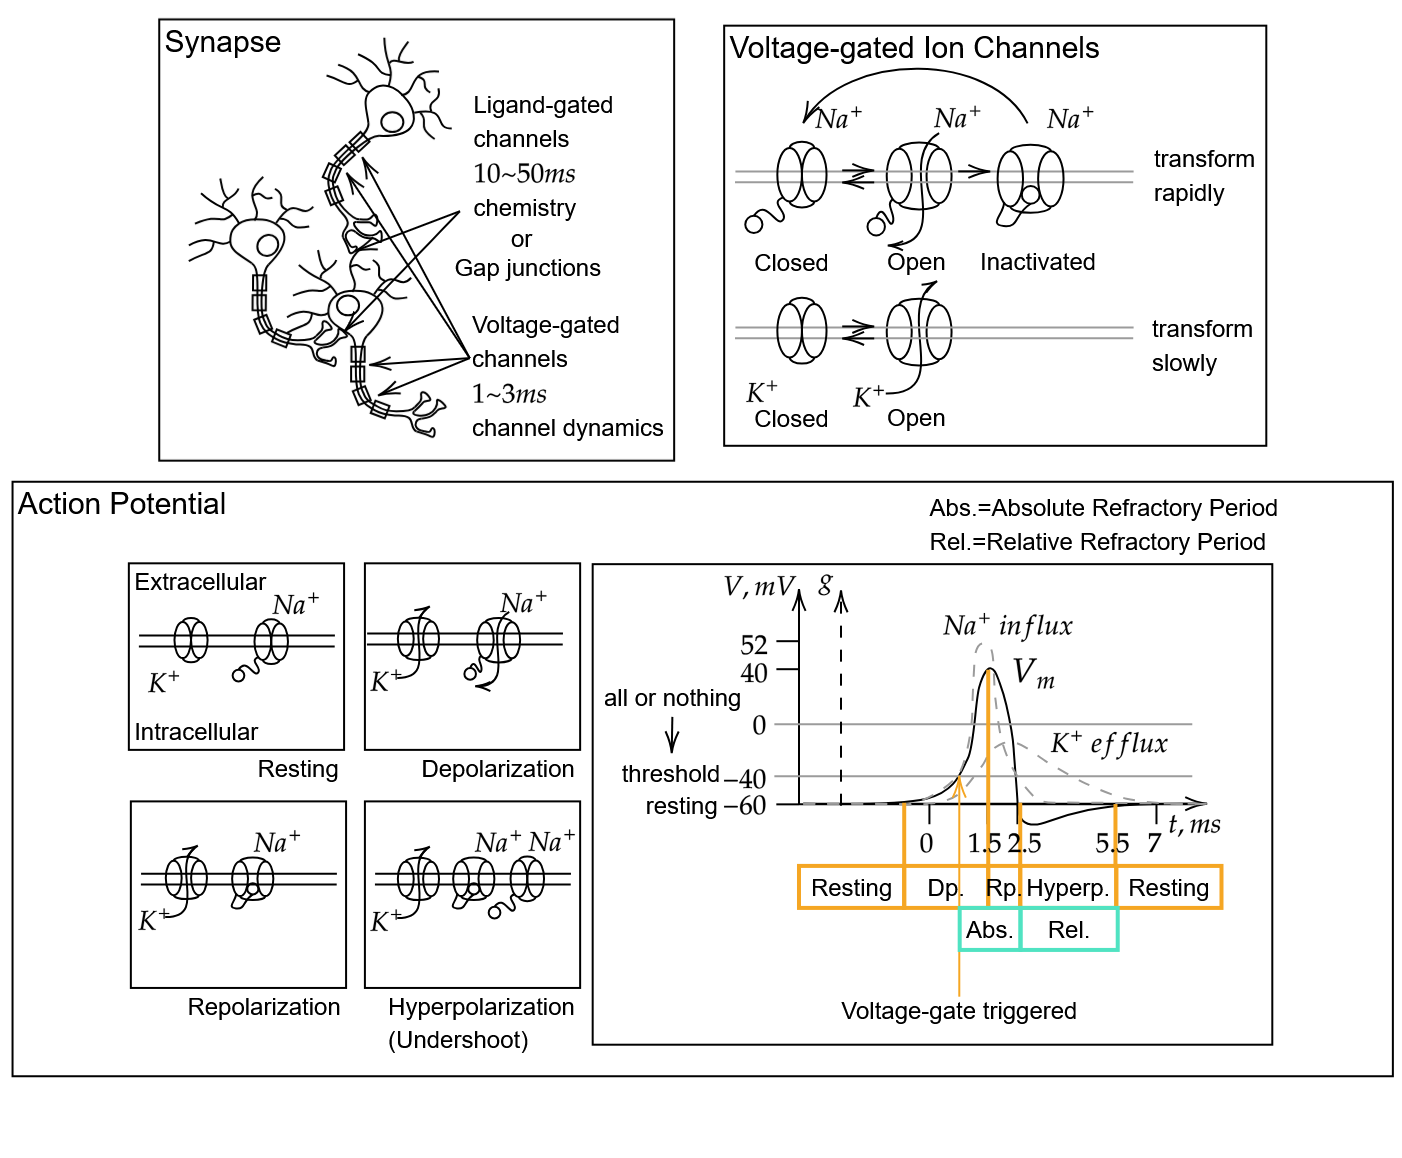 Synapse
Ligand-gated
channels
10~50ms
chemistry
or
Gap junctions
Voltage-gated
channels
1~3ms
channel dynamics
Voltage-gated Ion Channels
Na⁺
Na⁺
Na⁺
transform
rapidly
Closed
Open
Inactivated
transform
slowly
K⁺
K⁺
Closed
Open
Action Potential
Abs.=Absolute Refractory Period
Rel.=Relative Refractory Period
Extracellular
Na⁺
K⁺
Intracellular
Resting
Na⁺
K⁺
Depolarization
Na⁺
K⁺
Repolarization
Na⁺ Na⁺
K⁺
Hyperpolarization
(Undershoot)
V, mV g
Na⁺ influx
52
40
Vₘ
all or nothing
0
K⁺ efflux
threshold −40
resting −60
t, ms
0 1.5 2.5 5.5 7
Resting Dp. Rp. Hyperp. Resting
Abs. Rel.
Voltage-gate triggered